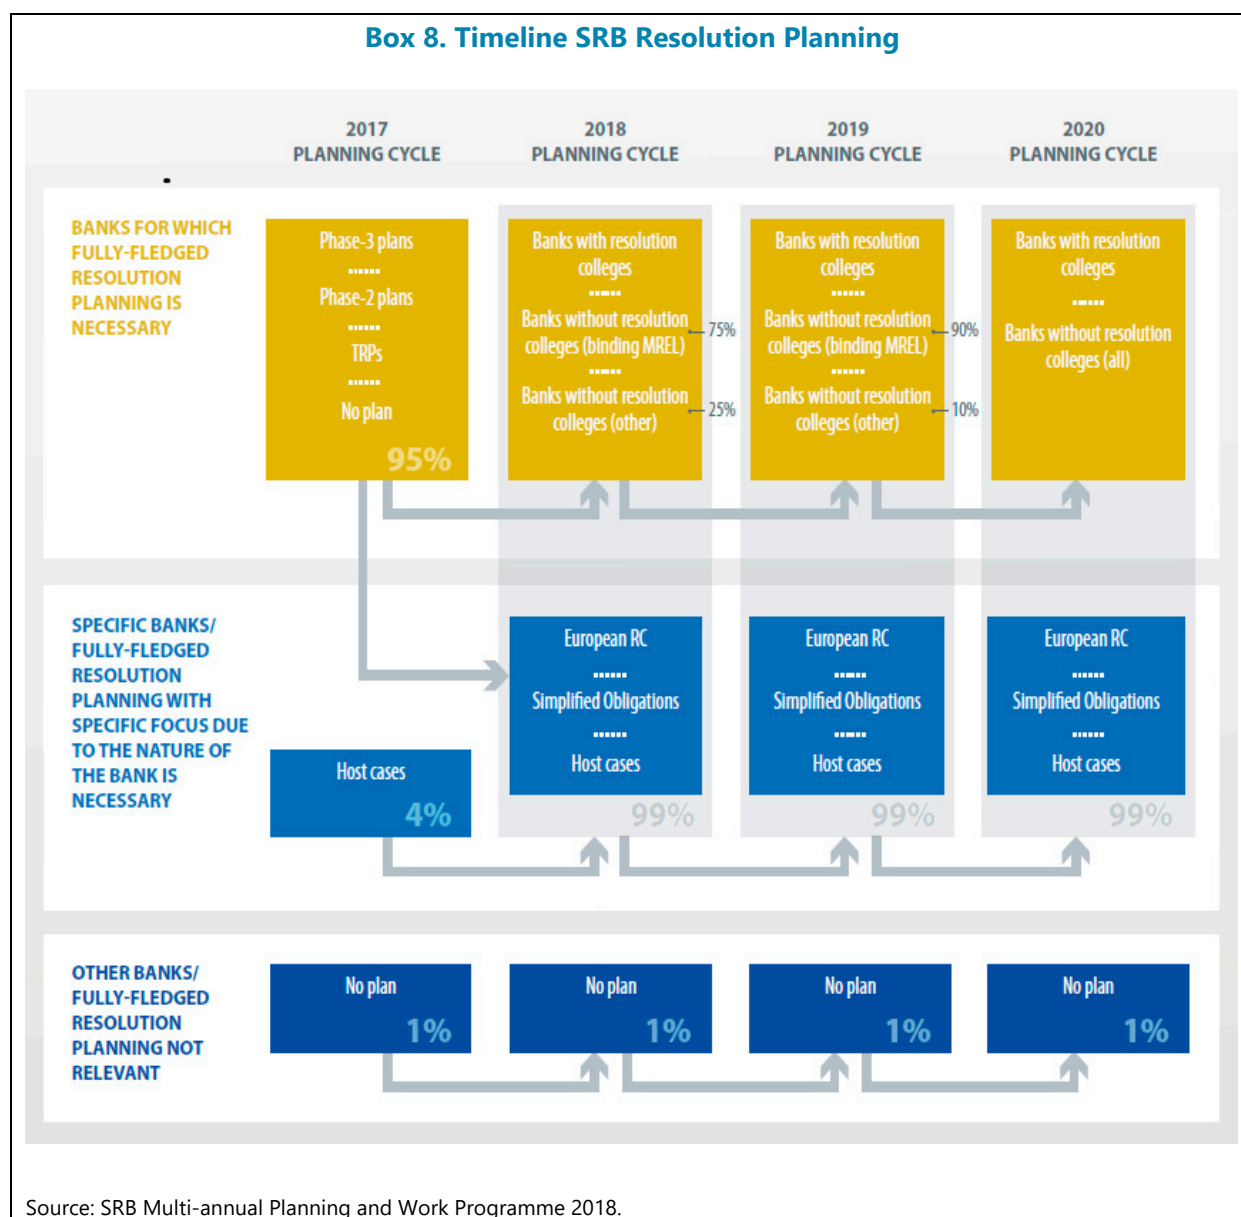 Box 8. Timeline SRB Resolution Planning
2017
PLANNING CYCLE
2018
PLANNING CYCLE
2019
PLANNING CYCLE
2020
PLANNING CYCLE
BANKS FOR WHICH
FULLY-FLEDGED
RESOLUTION
PLANNING IS
NECESSARY
Phase-3 plans
Phase-2 plans
TRPs
No plan
95%
Banks with resolution
colleges
Banks without resolution
colleges (binding MREL)
75%
Banks without resolution
colleges (other)
25%
Banks with resolution
colleges
Banks without resolution
colleges (binding MREL)
90%
Banks without resolution
colleges (other)
10%
Banks with resolution
colleges
Banks without resolution
colleges (all)
SPECIFIC BANKS/
FULLY-FLEDGED
RESOLUTION
PLANNING WITH
SPECIFIC FOCUS DUE
TO THE NATURE OF
THE BANK IS
NECESSARY
Host cases
4%
European RC
Simplified Obligations
Host cases
99%
European RC
Simplified Obligations
Host cases
99%
European RC
Simplified Obligations
Host cases
99%
OTHER BANKS/
FULLY-FLEDGED
RESOLUTION
PLANNING NOT
RELEVANT
No plan
1%
No plan
1%
No plan
1%
No plan
1%
Source: SRB Multi-annual Planning and Work Programme 2018.